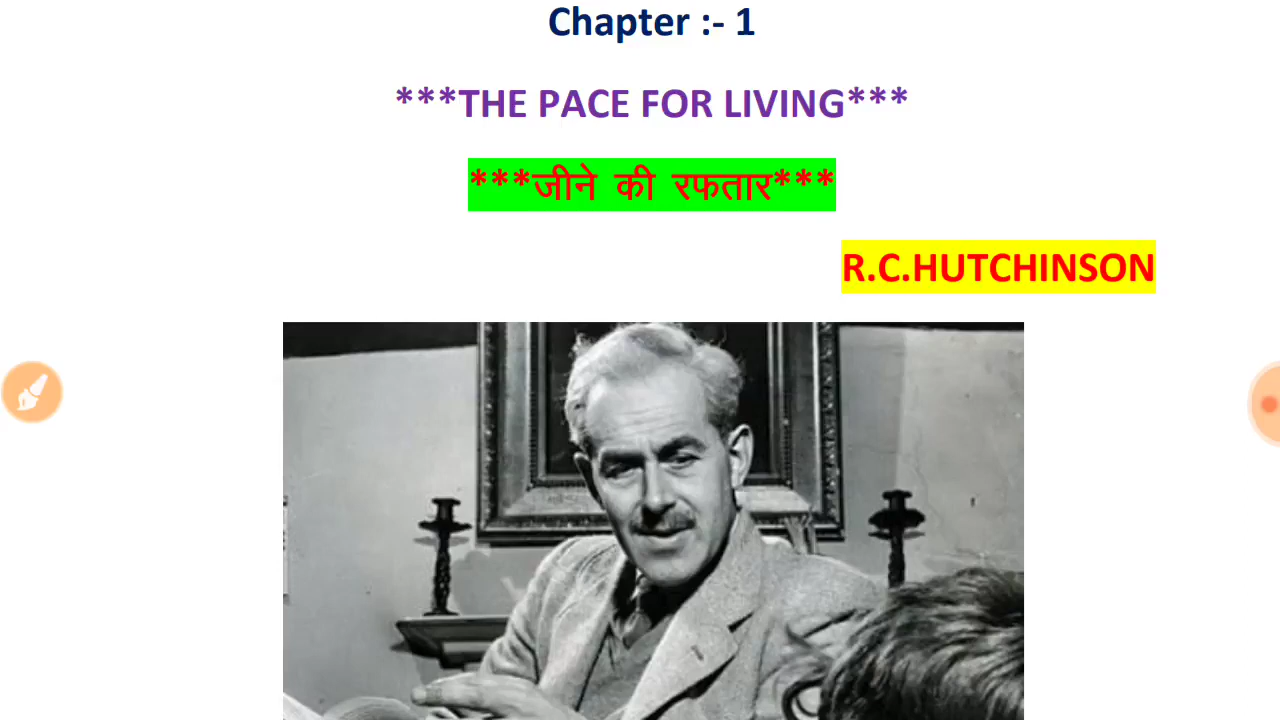 Chapter :- 1
***THE PACE FOR LIVING***
***जीने की रफतार***
R.C.HUTCHINSON